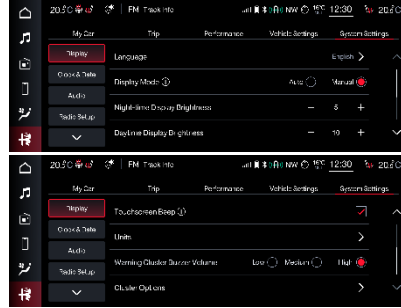 20.5°C FM Track Info NW 16°C 12:30 20.5°C
My Car Trip Performance Vehicle Settings System Settings
Display Language English
Clock & Date Display Mode Auto Manual
Audio Night-time Display Brightness − 5 +
Radio Setup Daytime Display Brightness − 10 +
20.5°C FM Track Info NW 16°C 12:30 20.5°C
My Car Trip Performance Vehicle Settings System Settings
Display Touchscreen Beep
Clock & Date Units
Audio Warning Cluster Buzzer Volume Low Medium High
Radio Setup Cluster Options